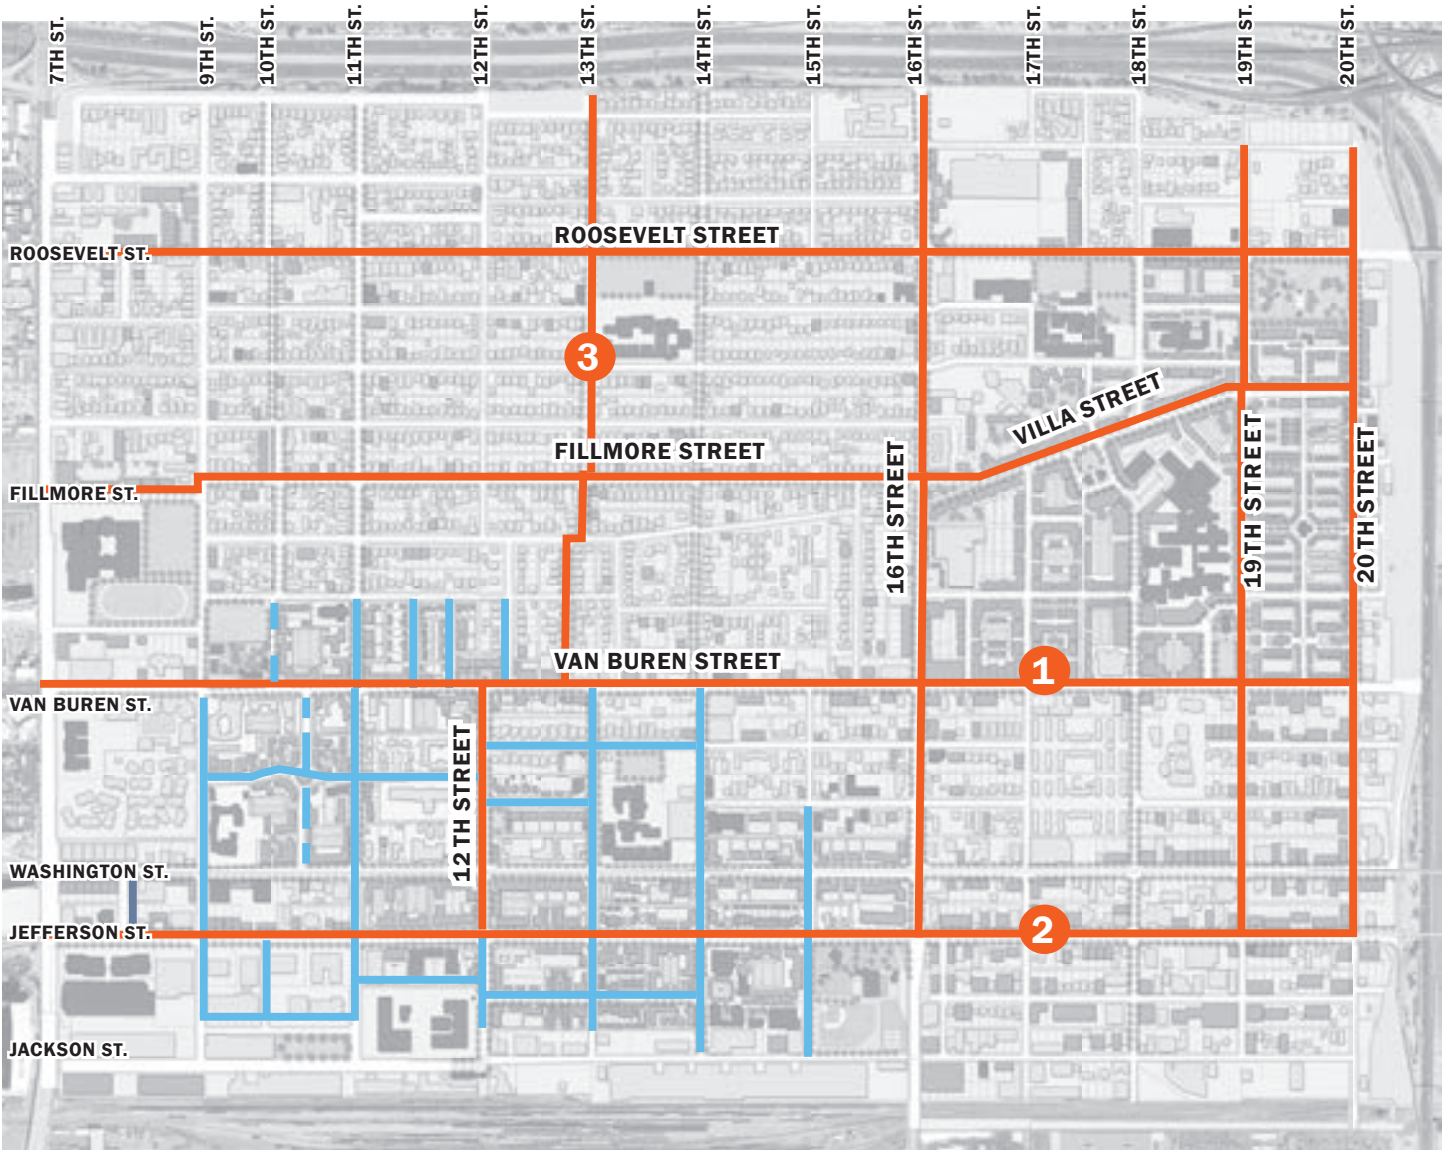 7TH ST.
9TH ST.
10TH ST.
11TH ST.
12TH ST.
13TH ST.
14TH ST.
15TH ST.
16TH ST.
17TH ST.
18TH ST.
19TH ST.
20TH ST.
ROOSEVELT STREET
ROOSEVELT ST.
3
VILLA STREET
FILLMORE STREET
FILLMORE ST.
16TH STREET
19TH STREET
20TH STREET
VAN BUREN STREET
1
VAN BUREN ST.
12TH STREET
WASHINGTON ST.
JEFFERSON ST.
2
JACKSON ST.